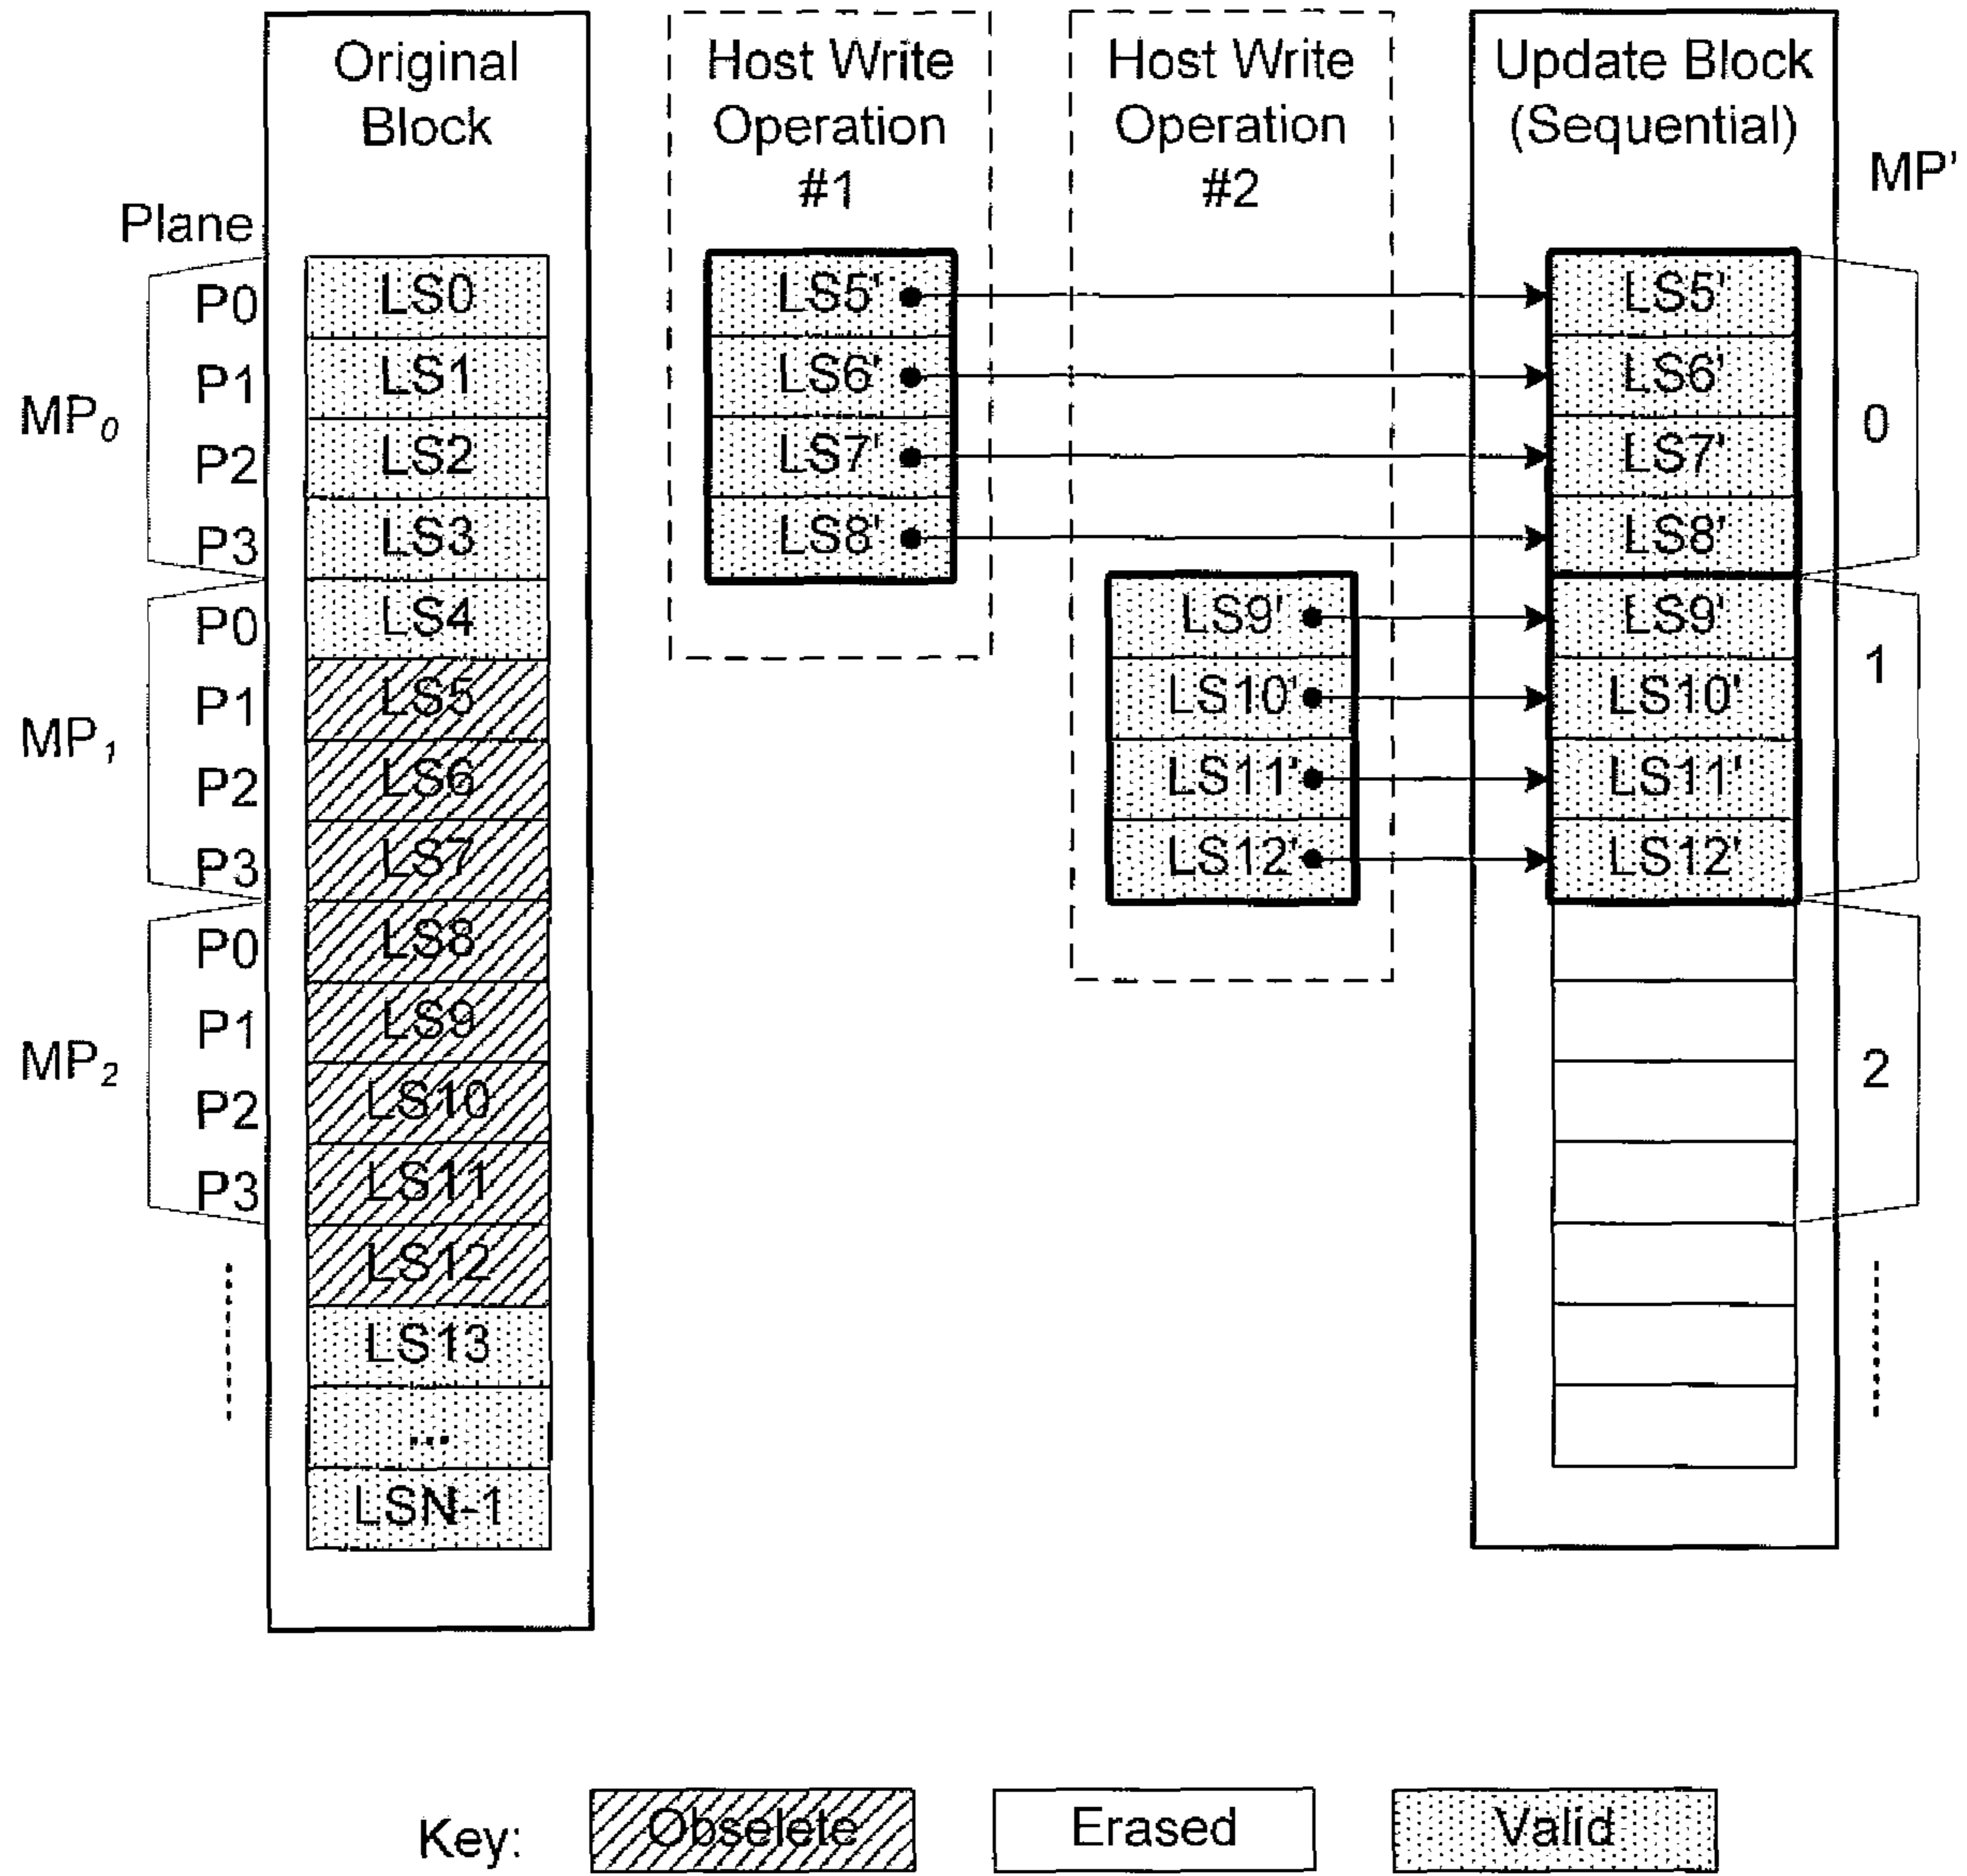 Original
Block
Host Write
Operation
#1
Host Write
Operation
#2
Update Block
(Sequential)
MP'
Plane
P0 LS0 LS5' LS5'
P1 LS1 LS6' LS6'
MP0 0
P2 LS2 LS7' LS7'
P3 LS3 LS8' LS8'
P0 LS4 LS9' LS9'
1
P1 LS5 LS10' LS10'
MP1
P2 LS6 LS11' LS11'
P3 LS7 LS12' LS12'
P0 LS8
P1 LS9
MP2 2
P2 LS10
P3 LS11
LS12
LS13
...
LSN-1
Key: Obselete Erased Valid